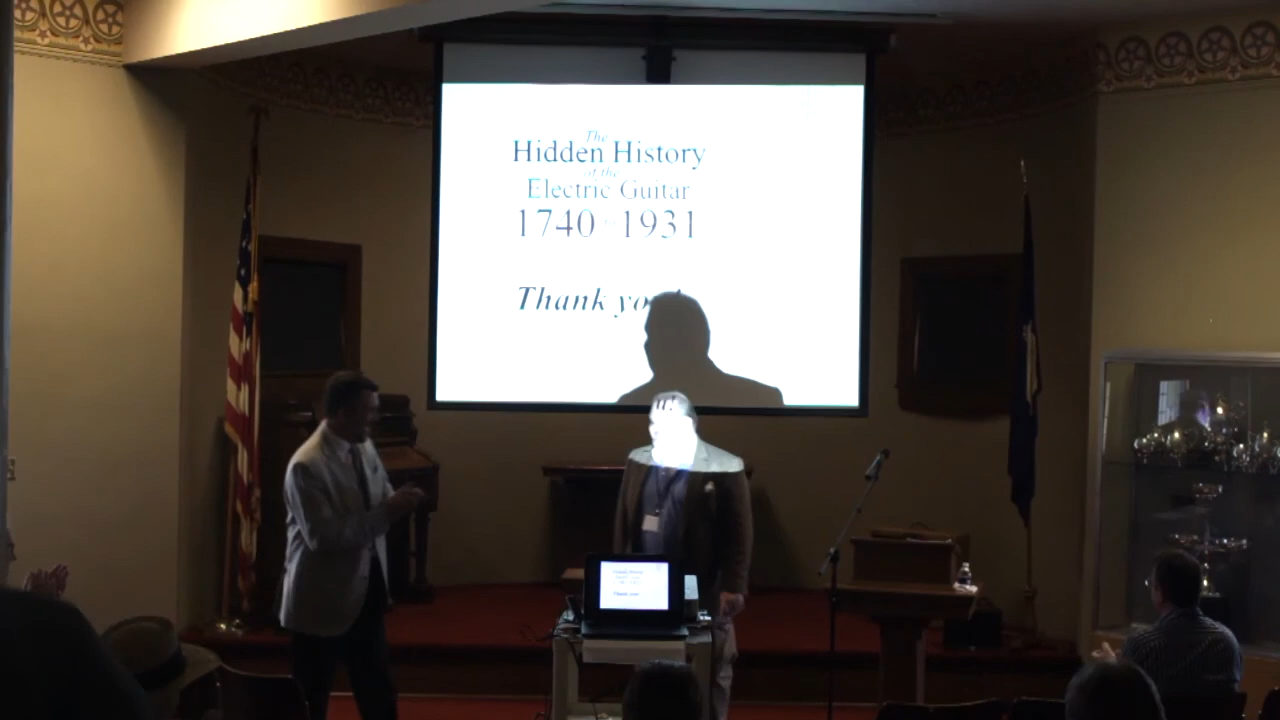 The
Hidden History
of the
Electric Guitar
1740 1931
Thank yo